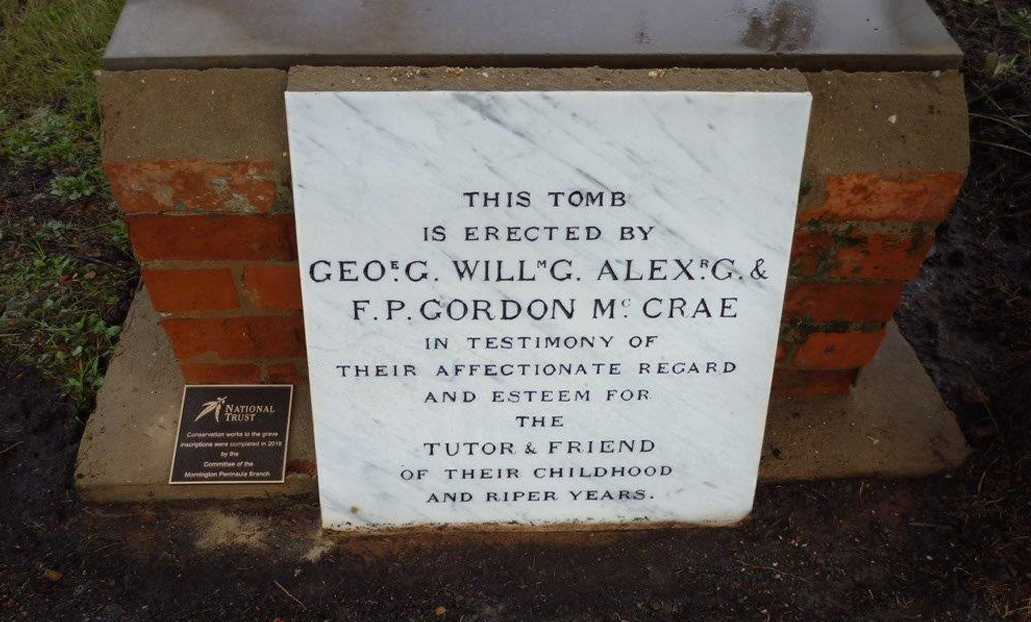 THIS TOMB
IS ERECTED BY
GEOᴱ.G. WILLᴹG. ALEXᴿ.G. &
F.P. GORDON Mᶜ. CRAE
IN TESTIMONY OF
THEIR AFFECTIONATE REGARD
AND ESTEEM FOR
THE
TUTOR & FRIEND
OF THEIR CHILDHOOD
AND RIPER YEARS.
NATIONAL
TRUST
Conservation works to the grave
inscriptions were completed in 2018
by the
Committee of the
Mornington Peninsula Branch